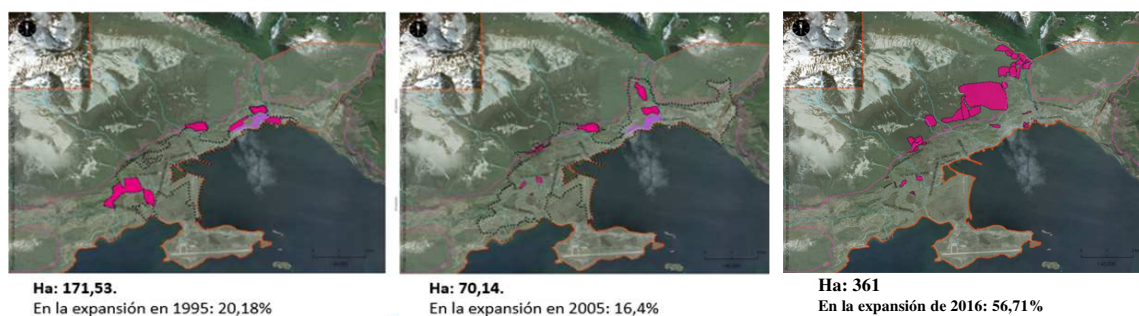 Ha: 171,53.
En la expansión en 1995: 20,18%
Ha: 70,14.
En la expansión en 2005: 16,4%
Ha: 361
En la expansión de 2016: 56,71%